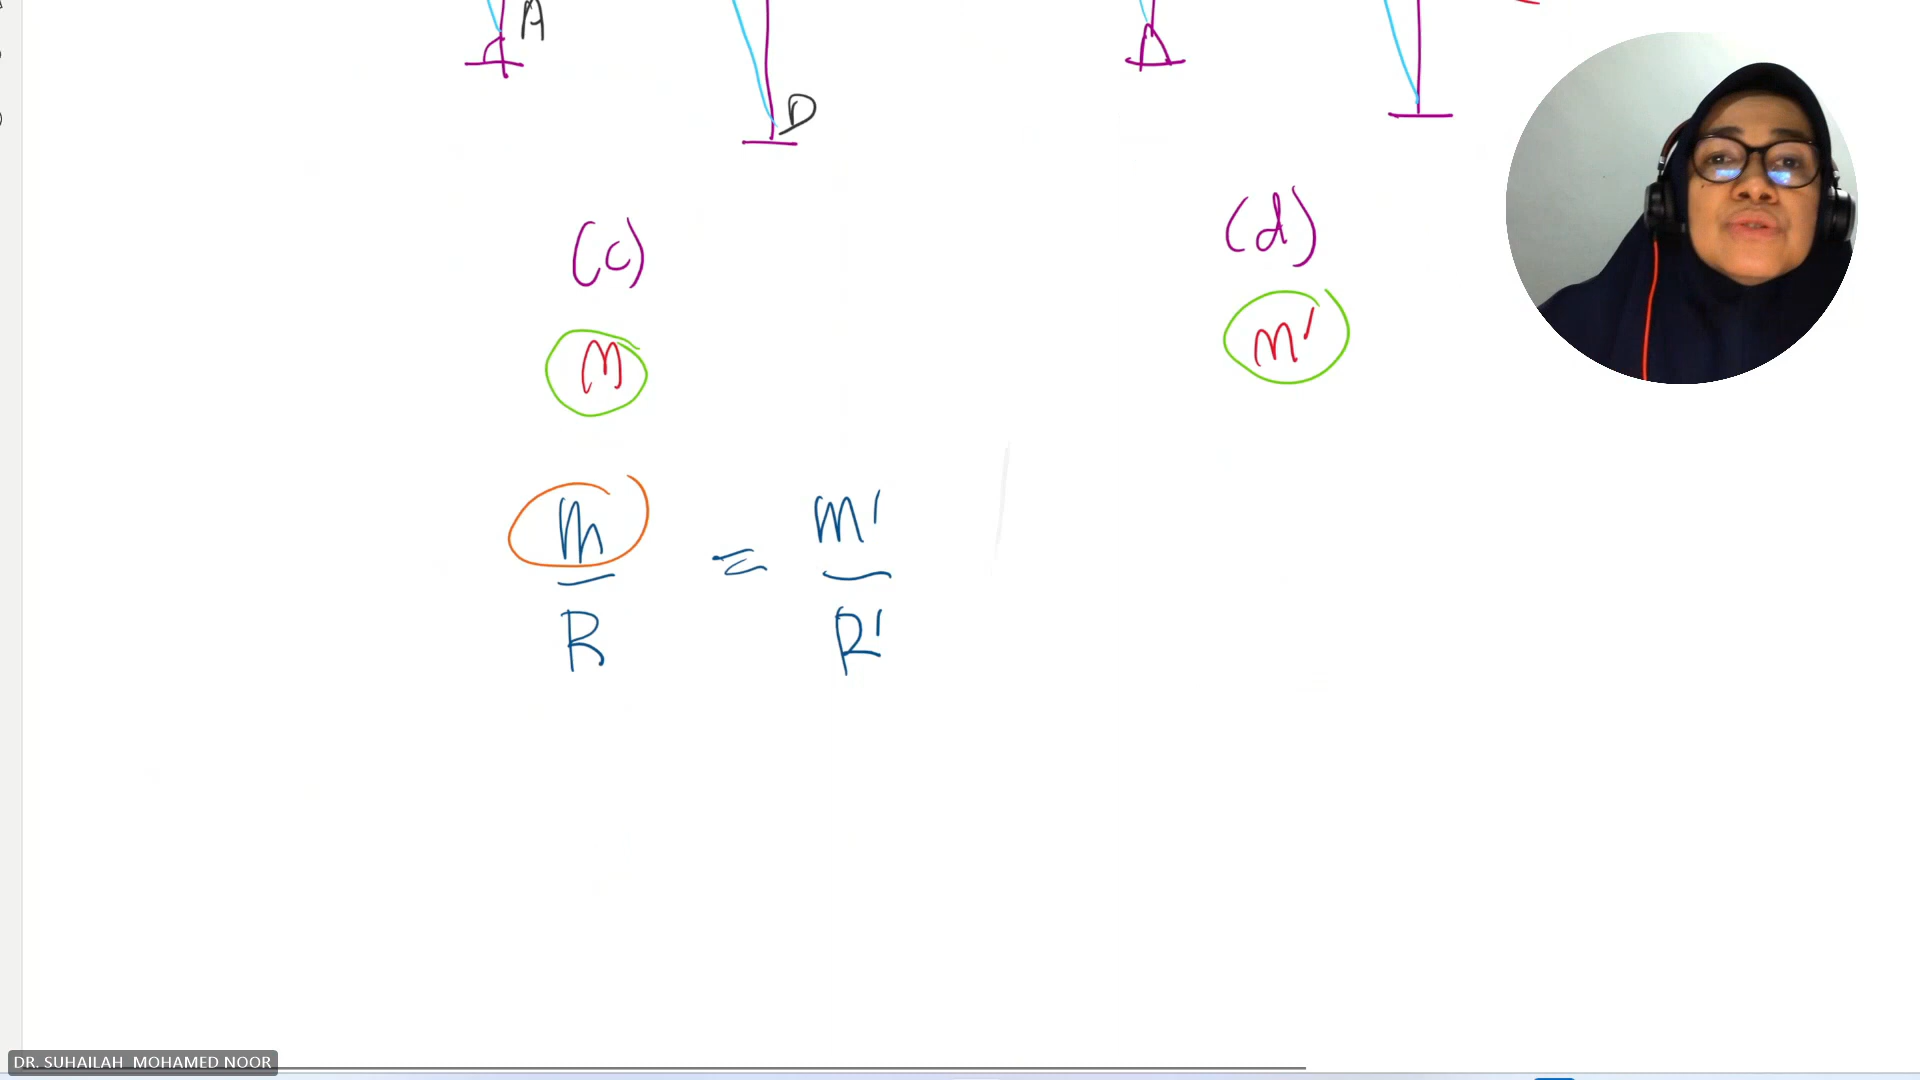 A
D
(c)
(d)
M
M'
M
=
M'
R
R'
DR. SUHAILAH MOHAMED NOOR